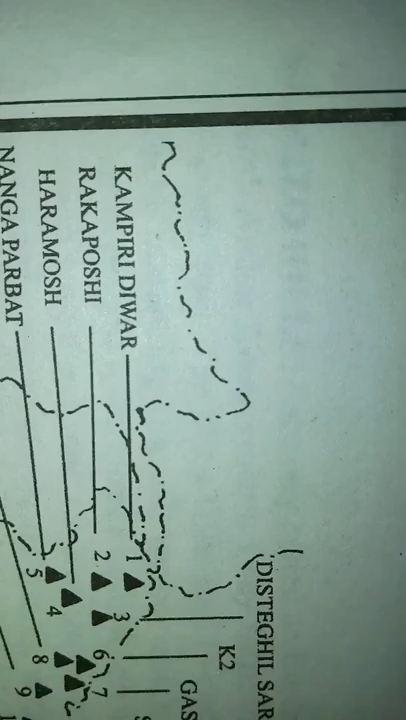 KAMPIRI DIWAR
RAKAPOSHI
HARAMOSH
NANGA PARBAT
DISTEGHIL SAR
K2
GAS
1
2
3
4
5
6
7
8
9